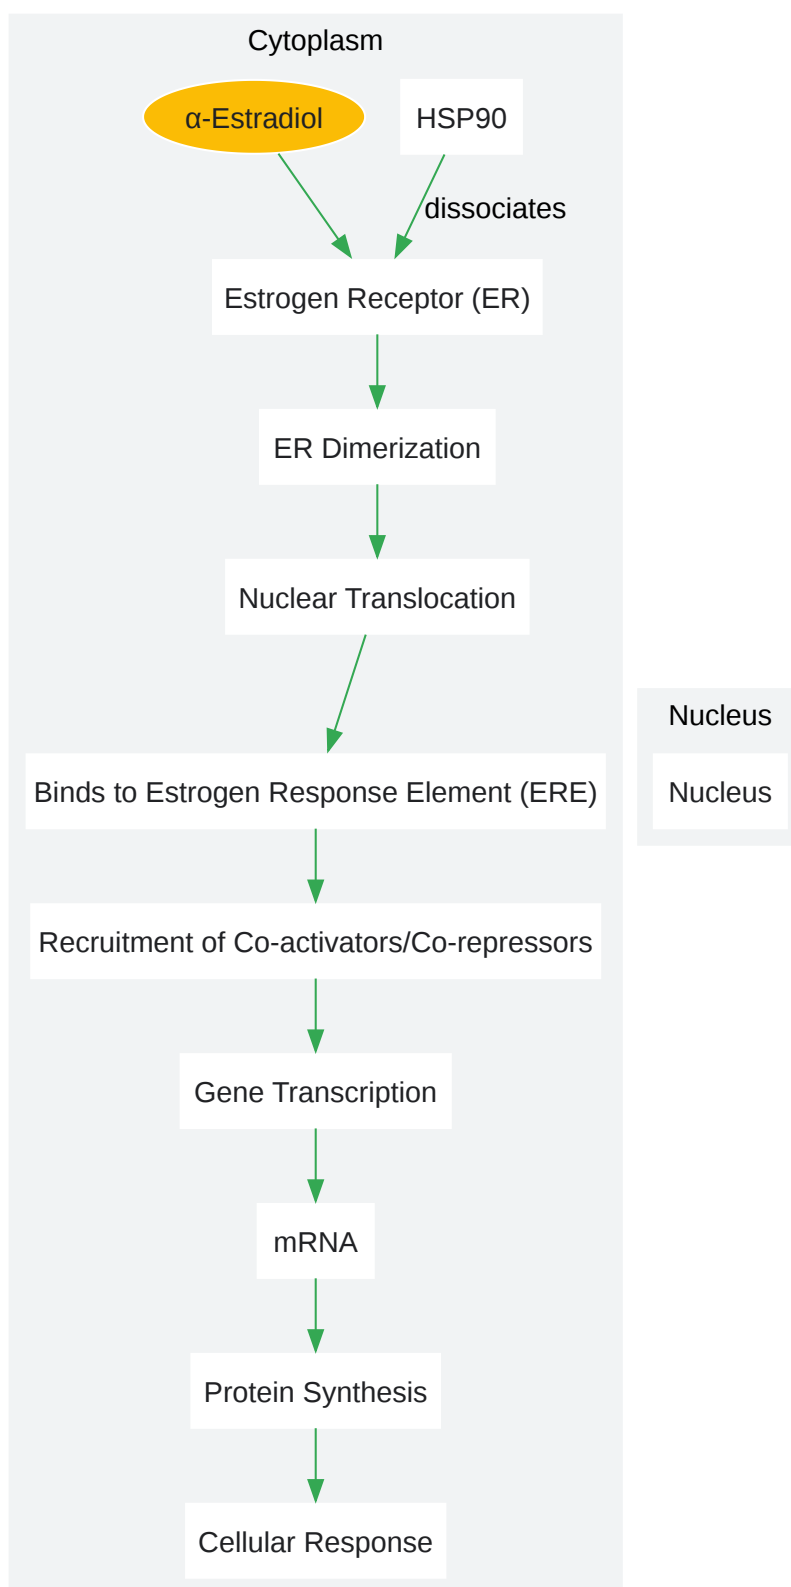 Cytoplasm
α-Estradiol
HSP90
dissociates
Estrogen Receptor (ER)
ER Dimerization
Nuclear Translocation
Nucleus
Binds to Estrogen Response Element (ERE)
Nucleus
Recruitment of Co-activators/Co-repressors
Gene Transcription
mRNA
Protein Synthesis
Cellular Response